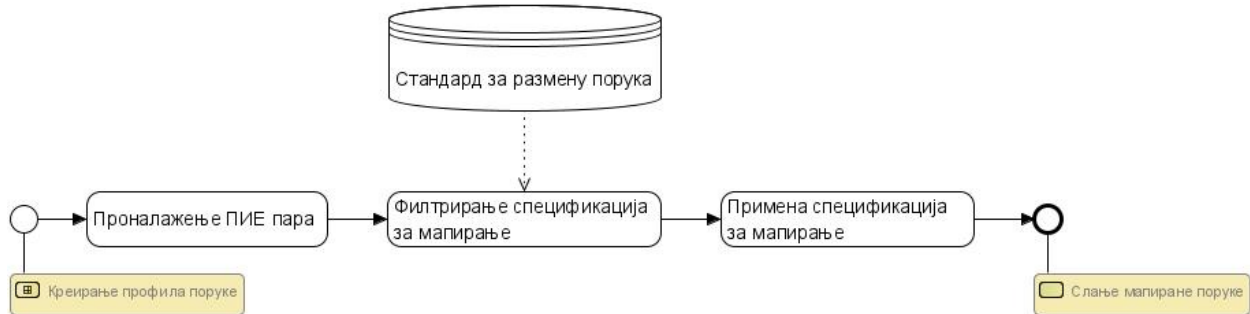 Стандард за размену порука
Проналажење ПИЕ пара
Филтрирање спецификација
за мапирање
Примена спецификација
за мапирање
Креирање профила поруке
Слање мапиране поруке